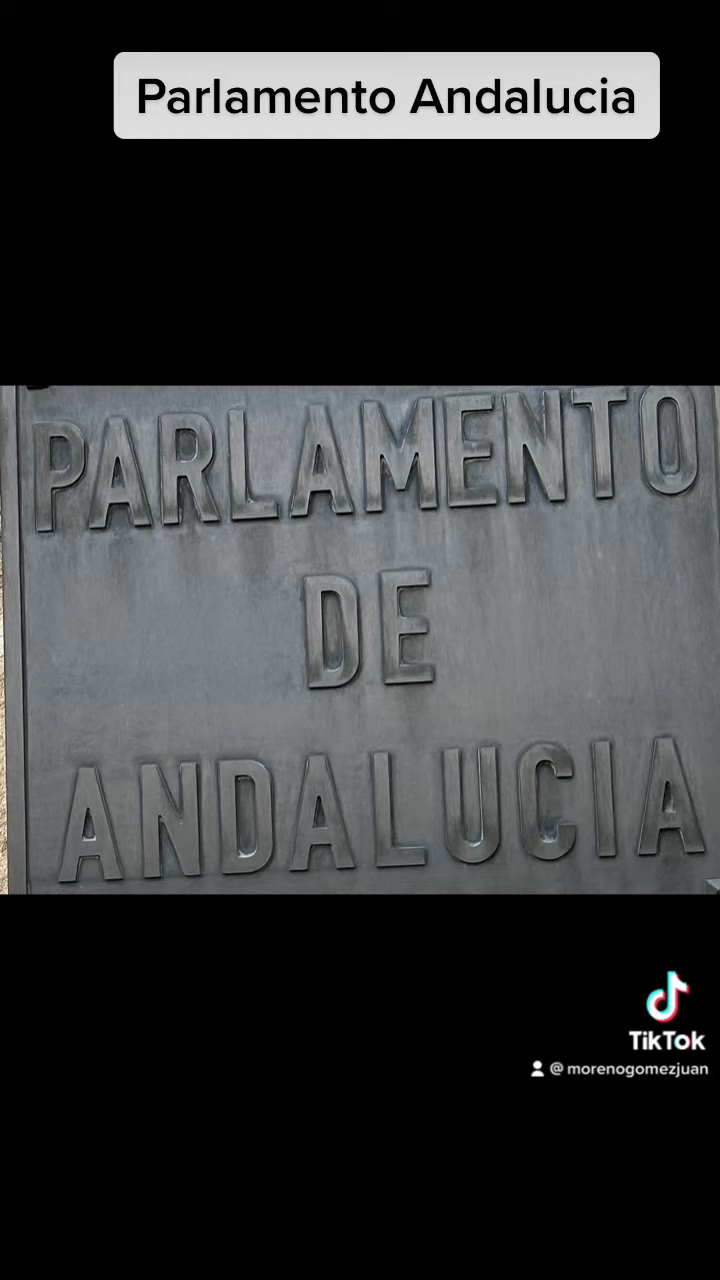 Parlamento Andalucia
PARLAMENTO
DE
ANDALUCIA
TikTok
@ morenogomezjuan